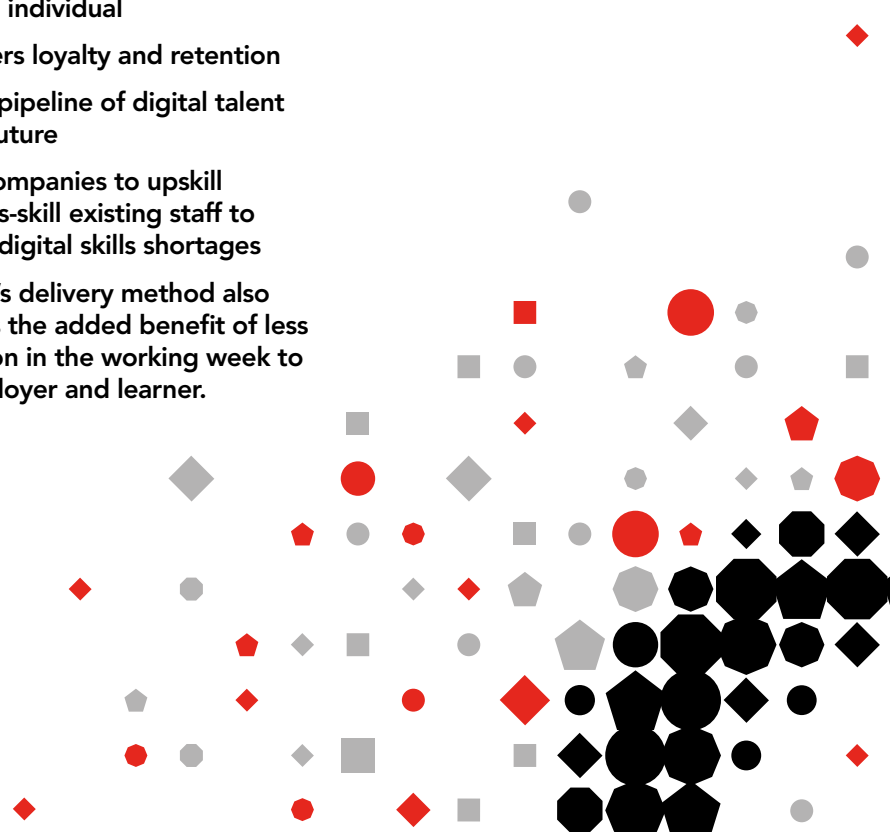 individual
ers loyalty and retention
pipeline of digital talent
uture
ompanies to upskill
s-skill existing staff to
digital skills shortages
's delivery method also
s the added benefit of less
on in the working week to
loyer and learner.